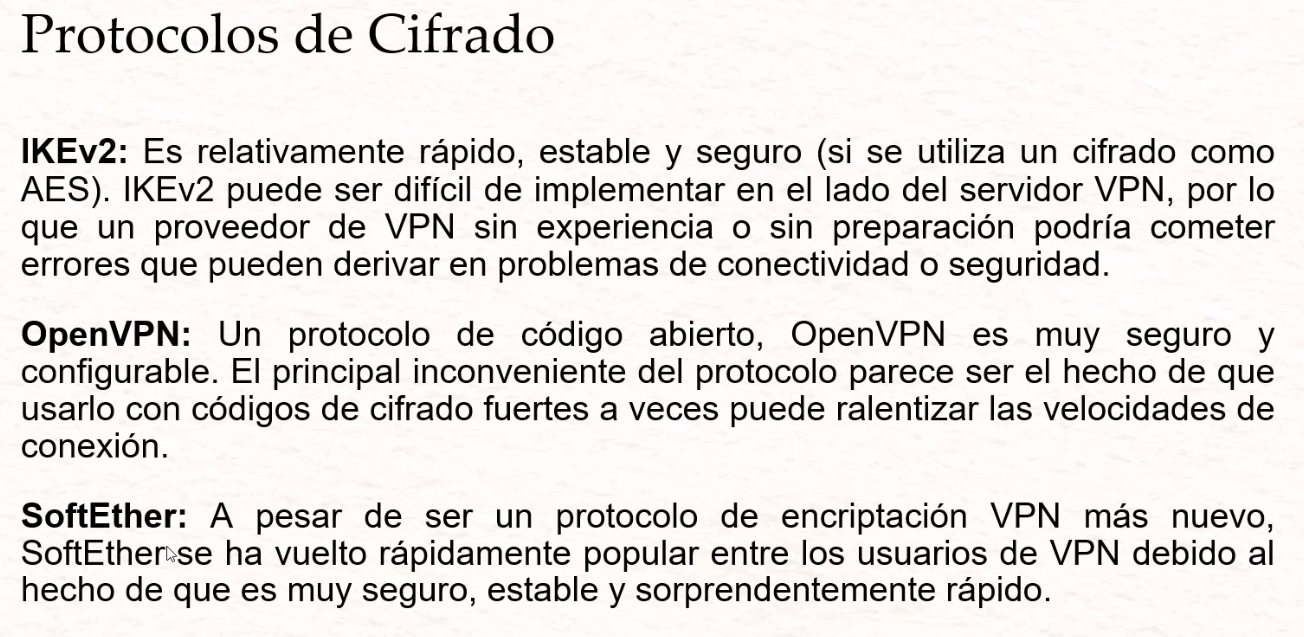 Protocolos de Cifrado
IKEv2: Es relativamente rápido, estable y seguro (si se utiliza un cifrado como
AES). IKEv2 puede ser difícil de implementar en el lado del servidor VPN, por lo
que un proveedor de VPN sin experiencia o sin preparación podría cometer
errores que pueden derivar en problemas de conectividad o seguridad.
OpenVPN: Un protocolo de código abierto, OpenVPN es muy seguro y
configurable. El principal inconveniente del protocolo parece ser el hecho de que
usarlo con códigos de cifrado fuertes a veces puede ralentizar las velocidades de
conexión.
SoftEther: A pesar de ser un protocolo de encriptación VPN más nuevo,
SoftEther se ha vuelto rápidamente popular entre los usuarios de VPN debido al
hecho de que es muy seguro, estable y sorprendentemente rápido.